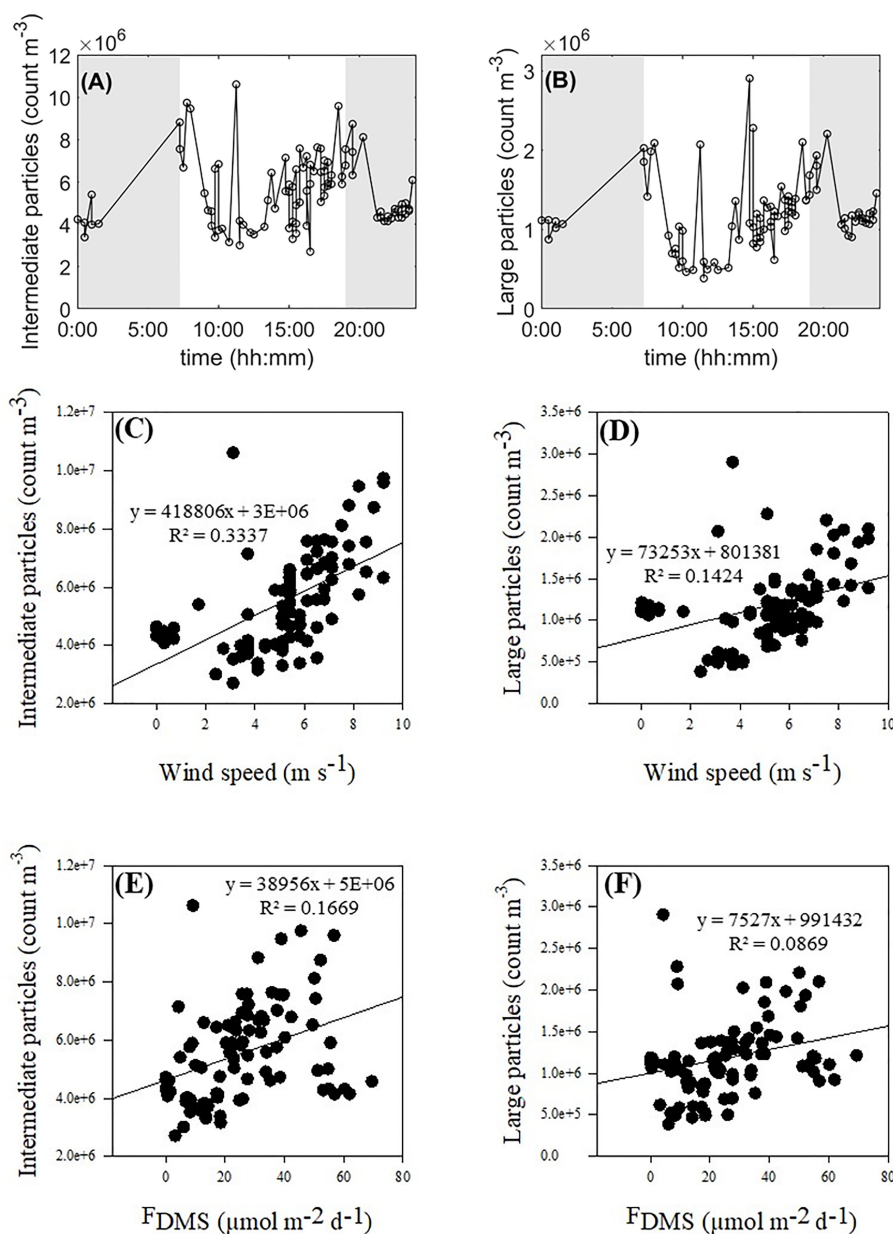 ×10⁶
(A)
Intermediate particles (count m⁻³)
12
10
8
6
4
2
0
0:00 5:00 10:00 15:00 20:00
time (hh:mm)
×10⁶
(B)
Large particles (count m⁻³)
3
2
1
0
0:00 5:00 10:00 15:00 20:00
time (hh:mm)
(C)
Intermediate particles (count m⁻³)
1.2e+7
1.0e+7
8.0e+6
6.0e+6
4.0e+6
2.0e+6
y = 418806x + 3E+06
R² = 0.3337
0 2 4 6 8 10
Wind speed (m s⁻¹)
(D)
Large particles (count m⁻³)
3.5e+6
3.0e+6
2.5e+6
2.0e+6
1.5e+6
1.0e+6
5.0e+5
0.0
y = 73253x + 801381
R² = 0.1424
0 2 4 6 8 10
Wind speed (m s⁻¹)
(E)
Intermediate particles (count m⁻³)
1.2e+7
1.0e+7
8.0e+6
6.0e+6
4.0e+6
2.0e+6
y = 38956x + 5E+06
R² = 0.1669
0 20 40 60 80
FDMS (μmol m⁻² d⁻¹)
(F)
Large particles (count m⁻³)
3.5e+6
3.0e+6
2.5e+6
2.0e+6
1.5e+6
1.0e+6
5.0e+5
0.0
y = 7527x + 991432
R² = 0.0869
0 20 40 60 80
FDMS (μmol m⁻² d⁻¹)